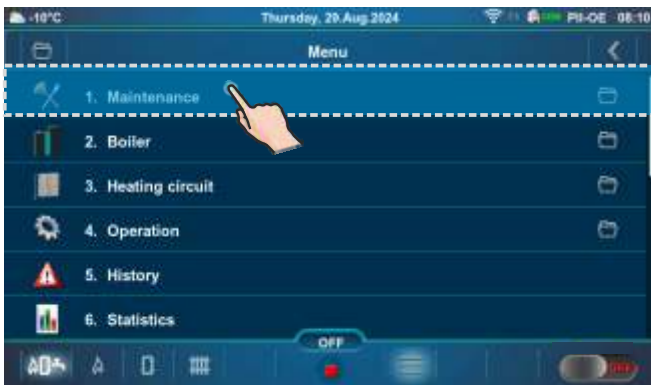 -10°C Thursday, 29.Aug.2024 PII-OE 08:10
Menu
1. Maintenance
2. Boiler
3. Heating circuit
4. Operation
5. History
6. Statistics
OFF
OFF